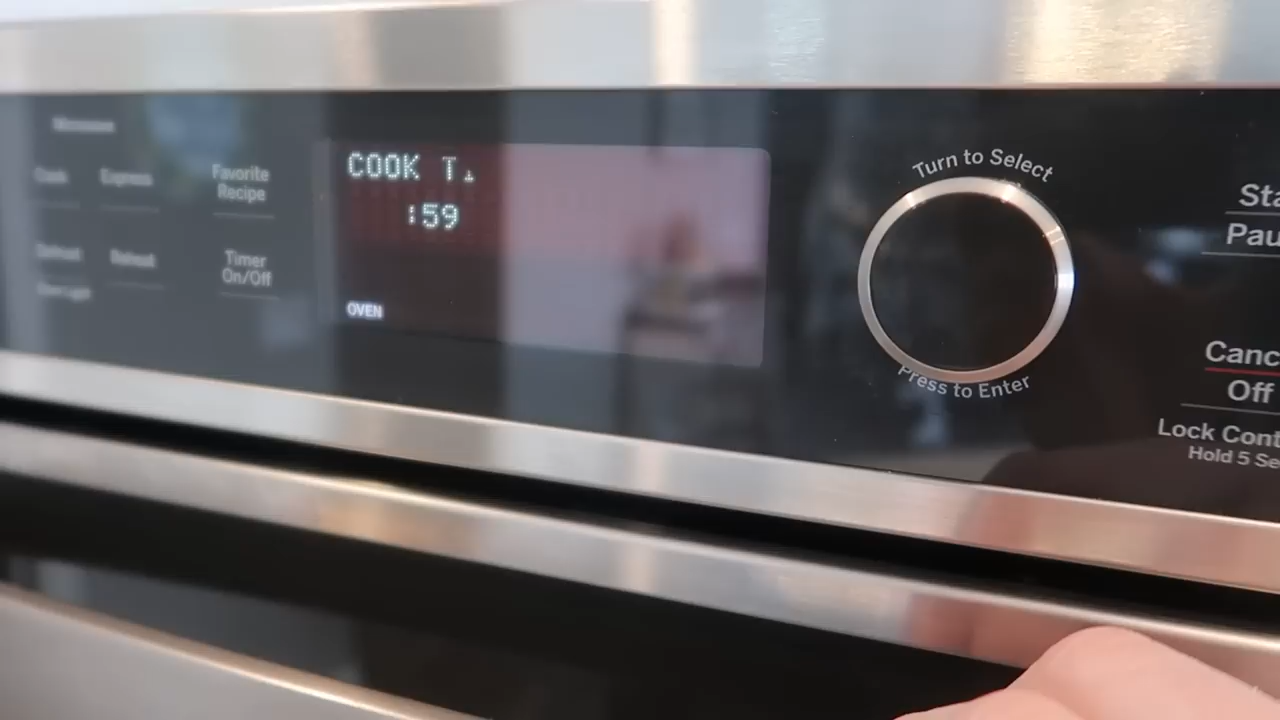 Microwave
Cook
Express
Favorite
Recipe
Defrost
Reheat
Timer
On/Off
COOK T
:59
OVEN
Turn to Select
Press to Enter
Sta
Pau
Canc
Off
Lock Cont
Hold 5 Se